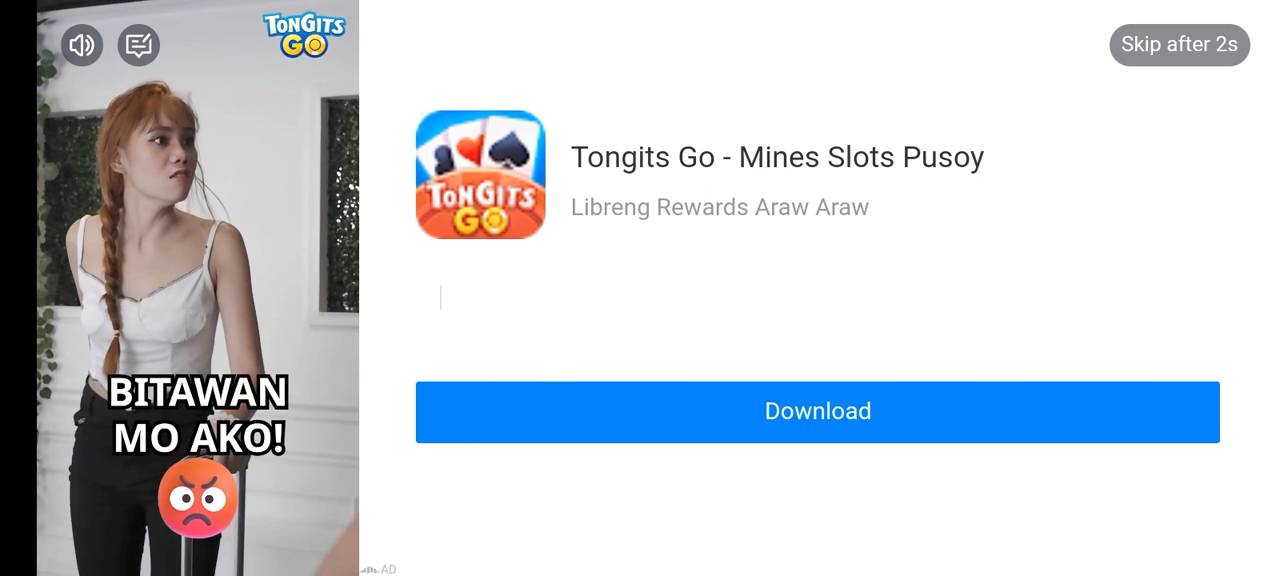 TONGITS
GO
Skip after 2s
TONGITS
GO
Tongits Go - Mines Slots Pusoy
Libreng Rewards Araw Araw
BITAWAN
MO AKO!
Download
AD